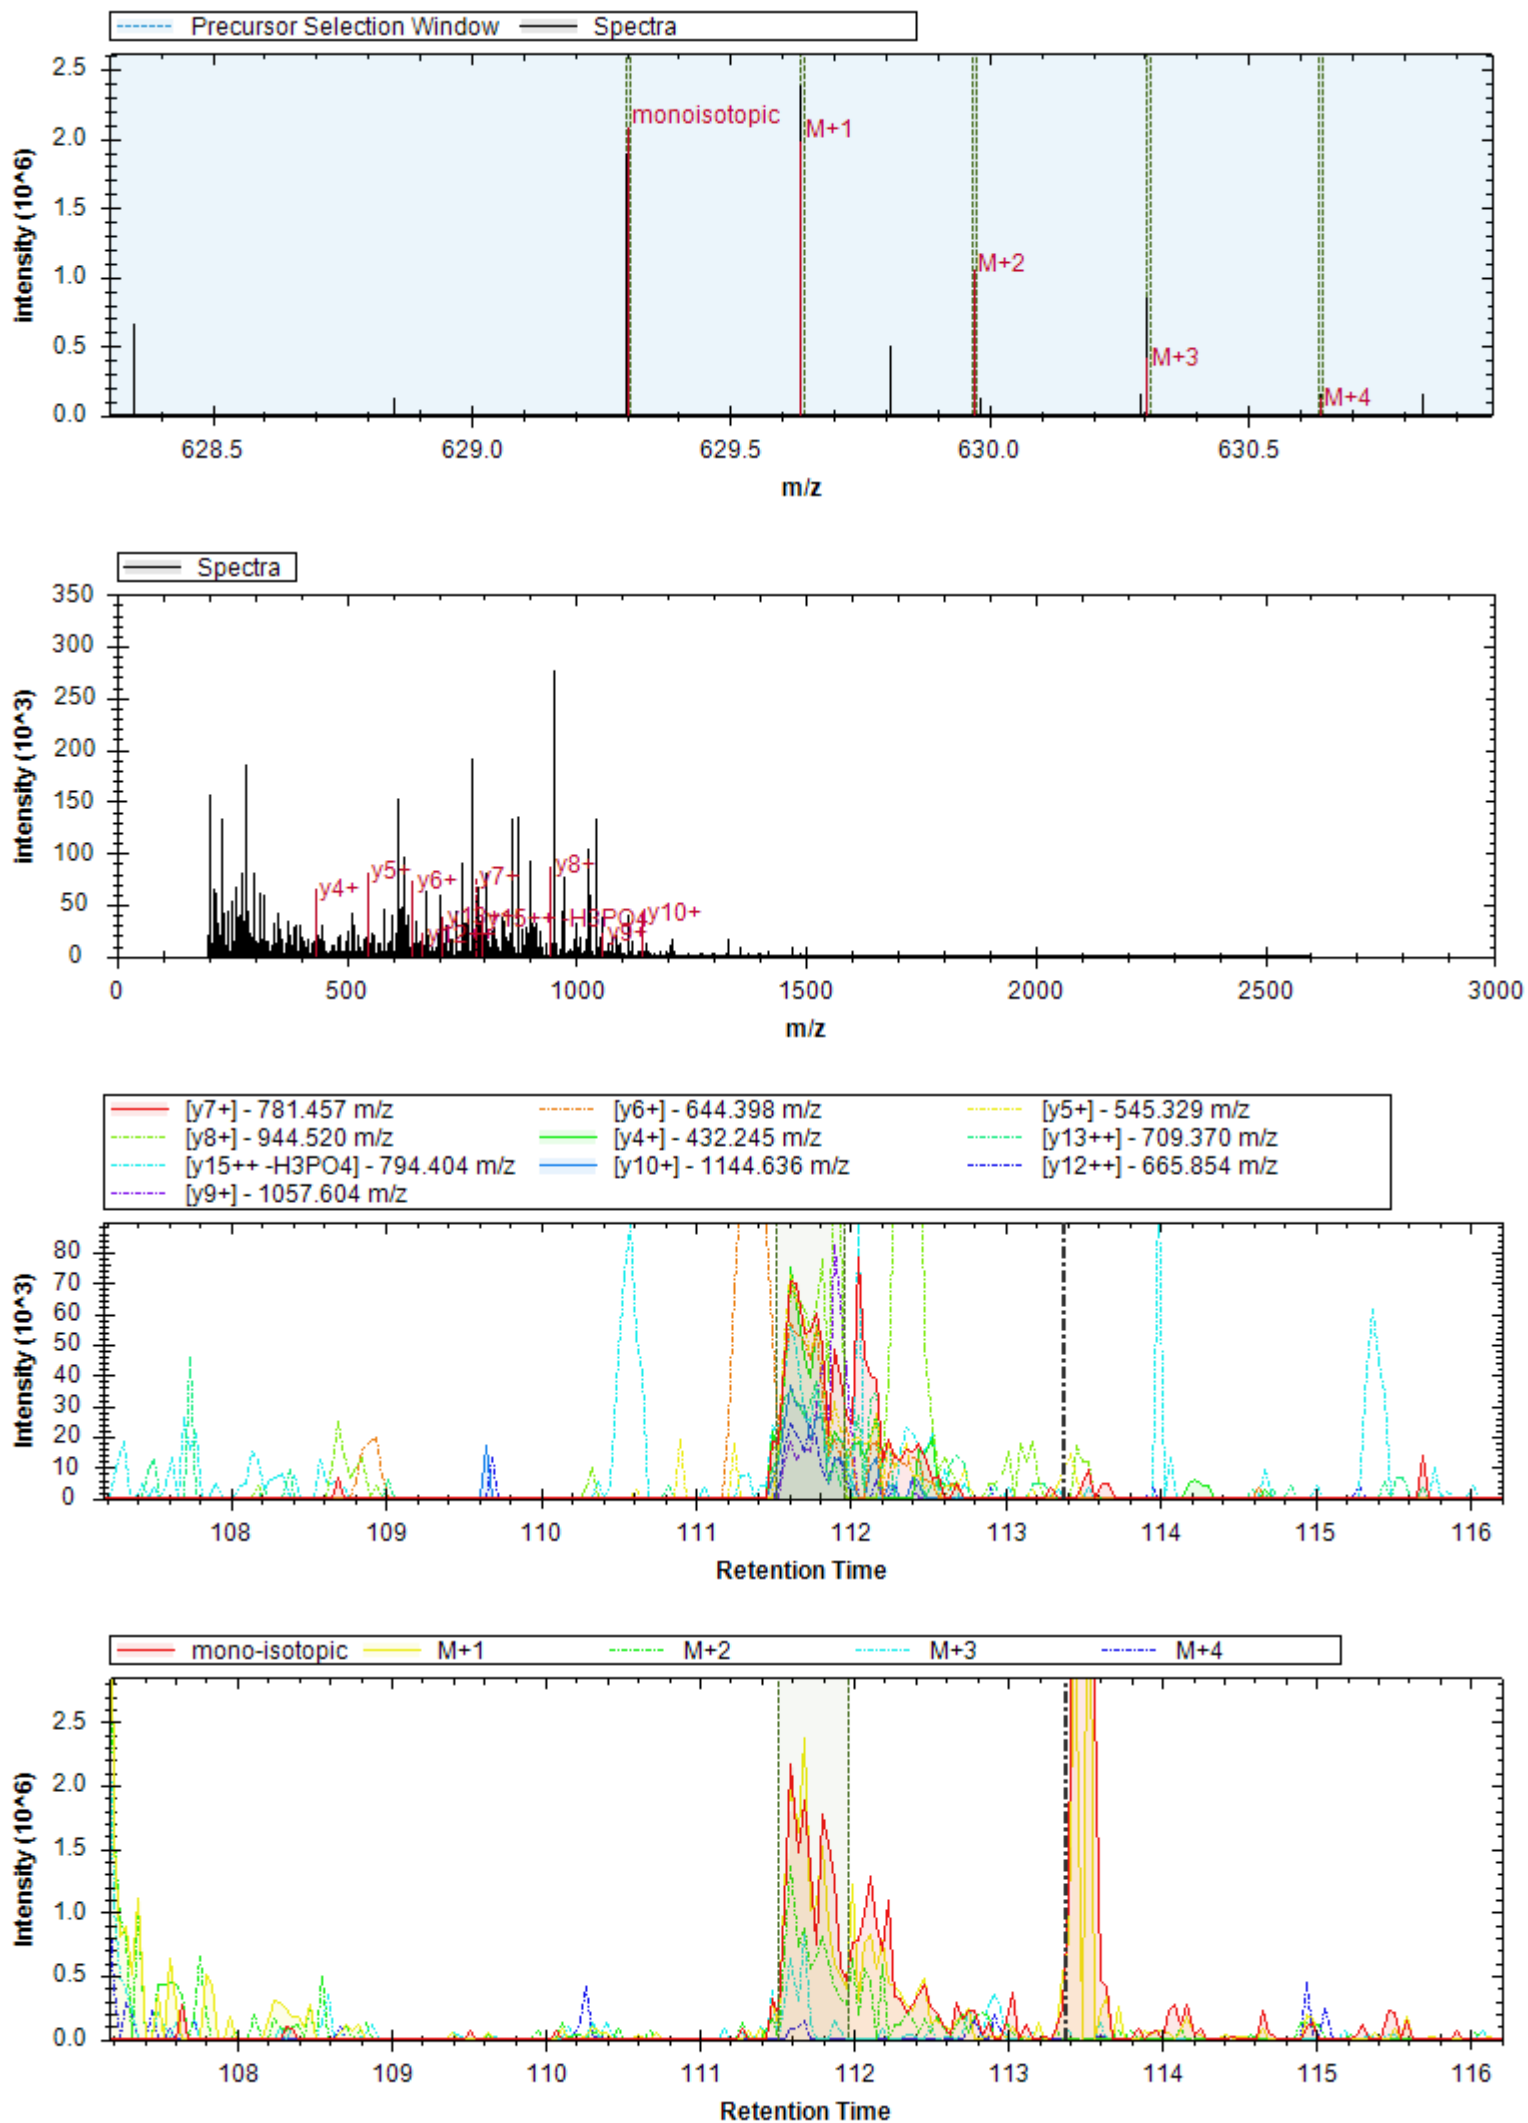 Precursor Selection Window Spectra
intensity (10^6)
2.5
2.0
1.5
1.0
0.5
0.0
monoisotopic
M+1
M+2
M+3
M+4
628.5 629.0 629.5 630.0 630.5
m/z
Spectra
intensity (10^3)
350
300
250
200
150
100
50
0
y4+ y5+ y6+ y7+ y8+
y15++ -H3PO4 y10+
y9+
0 500 1000 1500 2000 2500 3000
m/z
[y7+] - 781.457 m/z [y6+] - 644.398 m/z [y5+] - 545.329 m/z
[y8+] - 944.520 m/z [y4+] - 432.245 m/z [y13++] - 709.370 m/z
[y15++ -H3PO4] - 794.404 m/z [y10+] - 1144.636 m/z [y12++] - 665.854 m/z
[y9+] - 1057.604 m/z
Intensity (10^3)
80
70
60
50
40
30
20
10
0
108 109 110 111 112 113 114 115 116
Retention Time
mono-isotopic M+1 M+2 M+3 M+4
Intensity (10^6)
2.5
2.0
1.5
1.0
0.5
0.0
108 109 110 111 112 113 114 115 116
Retention Time